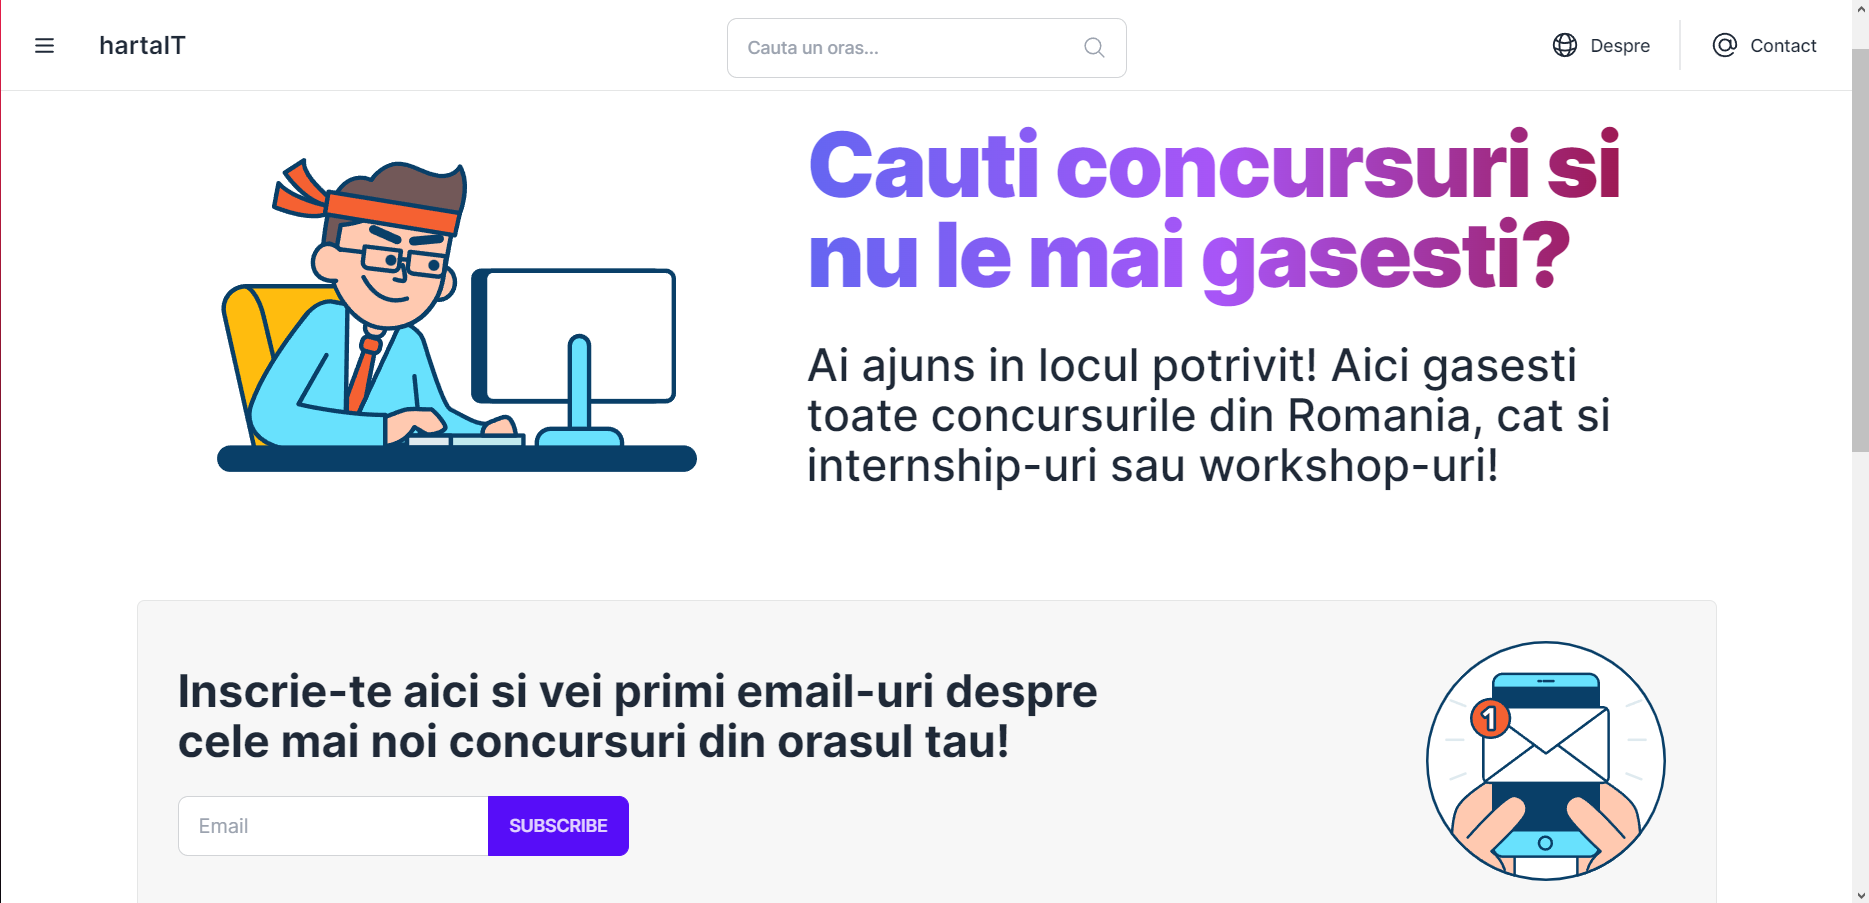 hartaIT
Cauta un oras...
Despre
Contact
Cauti concursuri si
nu le mai gasesti?
Ai ajuns in locul potrivit! Aici gasesti
toate concursurile din Romania, cat si
internship-uri sau workshop-uri!
Inscrie-te aici si vei primi email-uri despre
cele mai noi concursuri din orasul tau!
1
Email
SUBSCRIBE